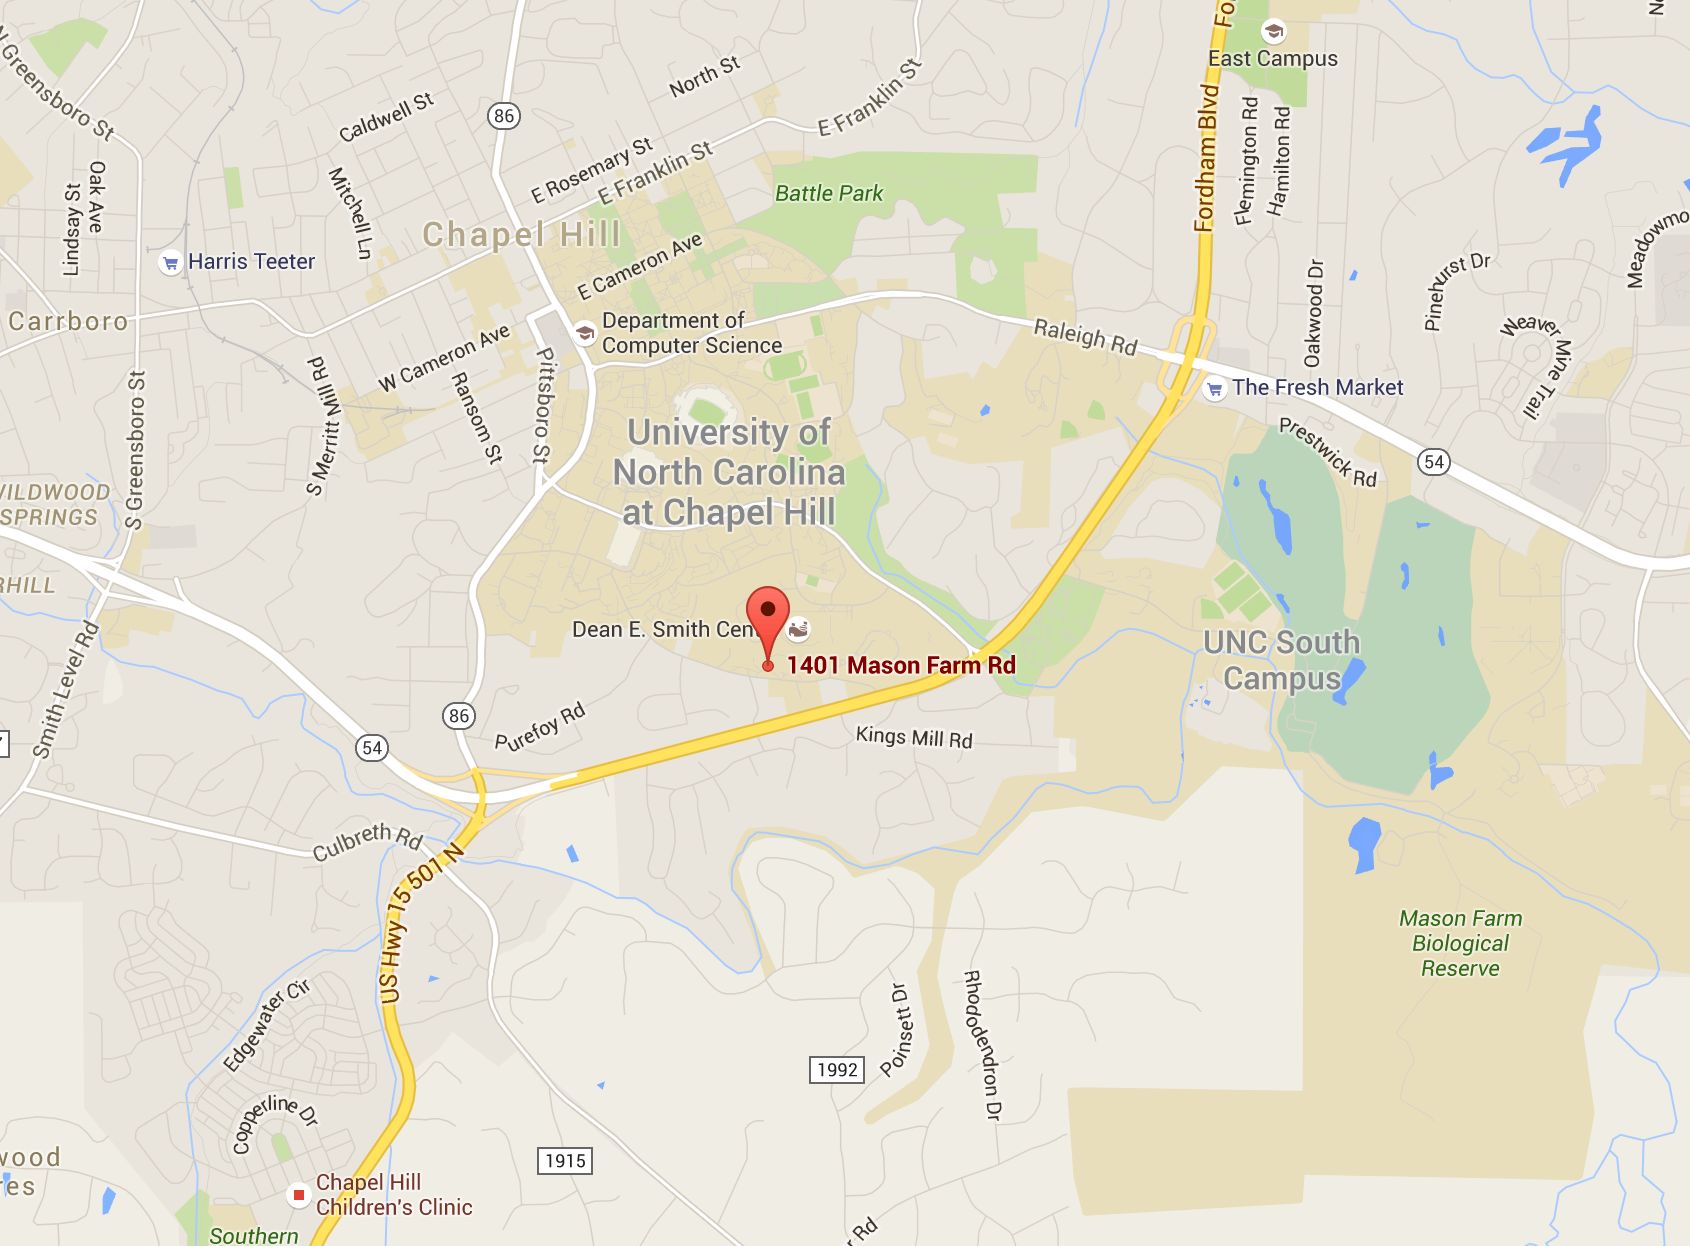 Fo
N
East Campus
North St
N Greensboro St
Caldwell St
86
E Franklin St
Fordham Blvd
Flemington Rd
Hamilton Rd
E Rosemary St
E Franklin St
Battle Park
Oak Ave
Lindsay St
Mitchell Ln
Chapel Hill
Meadowmo
Harris Teeter
E Cameron Ave
Pinehurst Dr
Oakwood Dr
Carrboro
Department of
Computer Science
Raleigh Rd
Weaver Mine Trail
W Cameron Ave
Pittsboro St
S Merritt Mill Rd
Ransom St
The Fresh Market
S Greensboro St
University of
North Carolina
at Chapel Hill
Prestwick Rd
54
WILDWOOD
SPRINGS
RHILL
Dean E. Smith Cen
1401 Mason Farm Rd
UNC South
Campus
Smith Level Rd
86
Purefoy Rd
54
Kings Mill Rd
Culbreth Rd
US Hwy 15 501 N
Mason Farm
Biological
Reserve
Edgewater Cir
Poinsett Dr
Rhododendron Dr
1992
Copperline Dr
1915
wood
res
Chapel Hill
Children's Clinic
Southern
r Rd